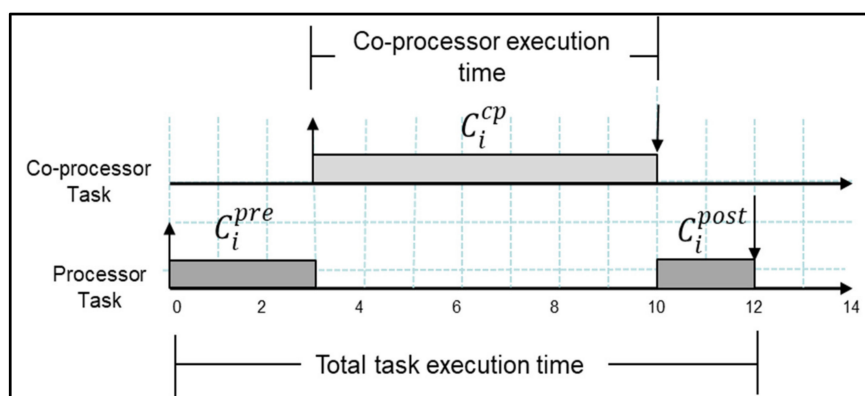 Co-processor execution
time
C_i^{cp}
Co-processor
Task
C_i^{pre}
C_i^{post}
Processor
Task
0 2 4 6 8 10 12 14
Total task execution time